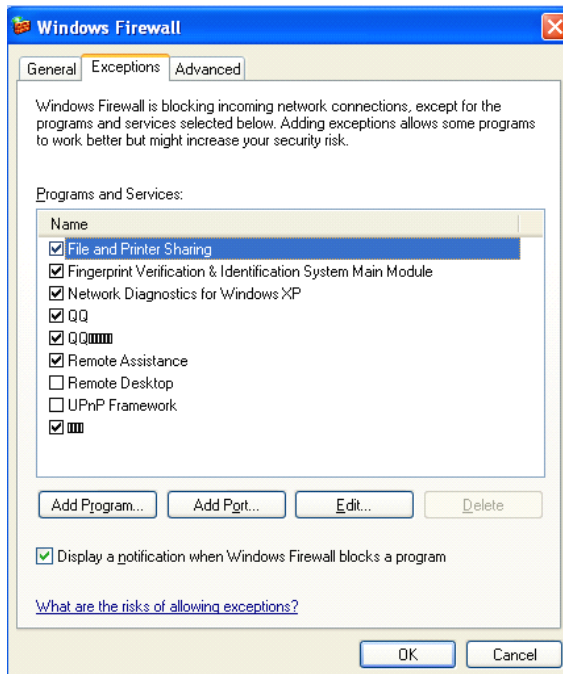 Windows Firewall
General Exceptions Advanced
Windows Firewall is blocking incoming network connections, except for the
programs and services selected below. Adding exceptions allows some programs
to work better but might increase your security risk.
Programs and Services:
Name
File and Printer Sharing
Fingerprint Verification & Identification System Main Module
Network Diagnostics for Windows XP
QQ
QQ
Remote Assistance
Remote Desktop
UPnP Framework
Add Program... Add Port... Edit... Delete
Display a notification when Windows Firewall blocks a program
What are the risks of allowing exceptions?
OK Cancel